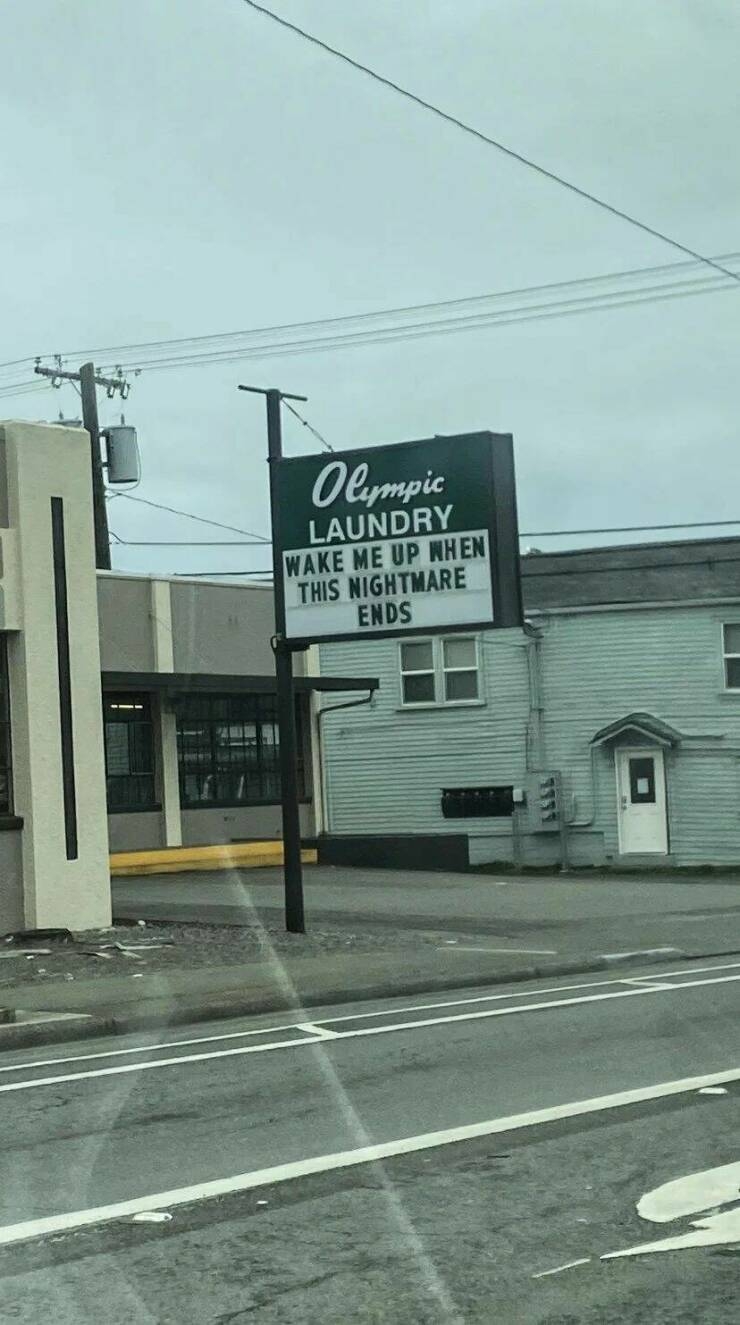 Olympic
LAUNDRY
WAKE ME UP WHEN
THIS NIGHTMARE
ENDS